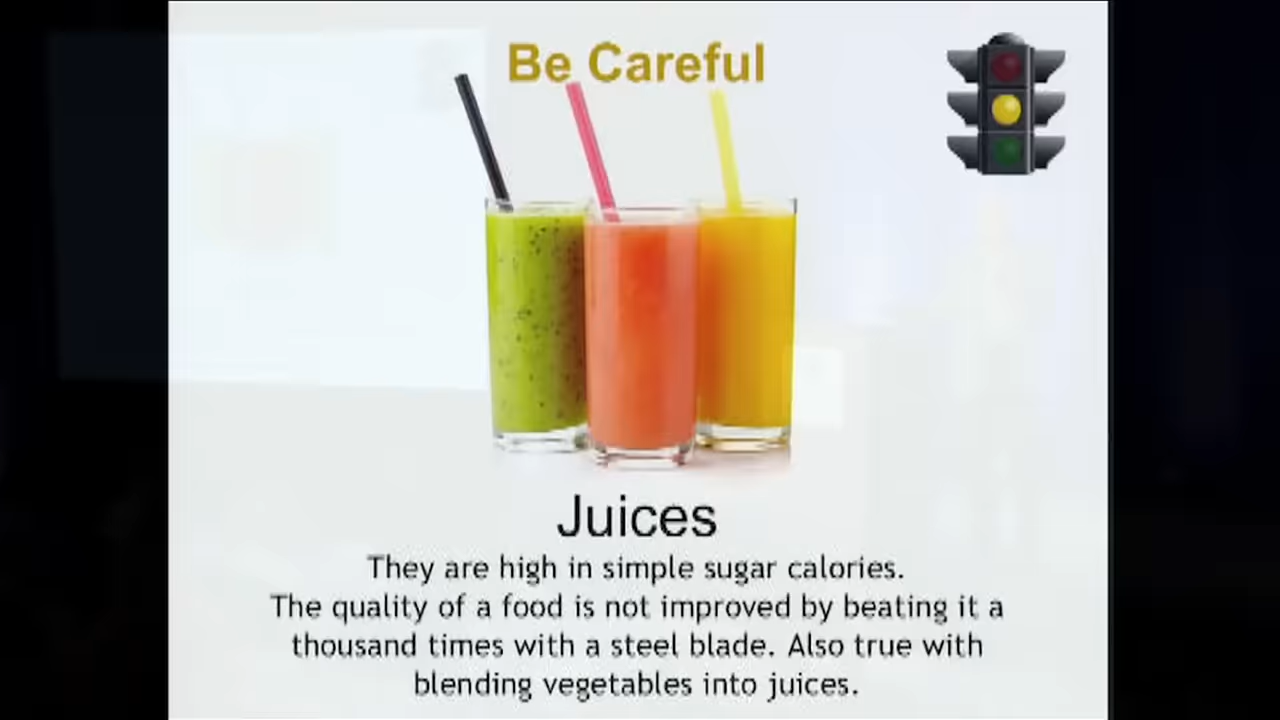 Be Careful
Juices
They are high in simple sugar calories.
The quality of a food is not improved by beating it a
thousand times with a steel blade. Also true with
blending vegetables into juices.